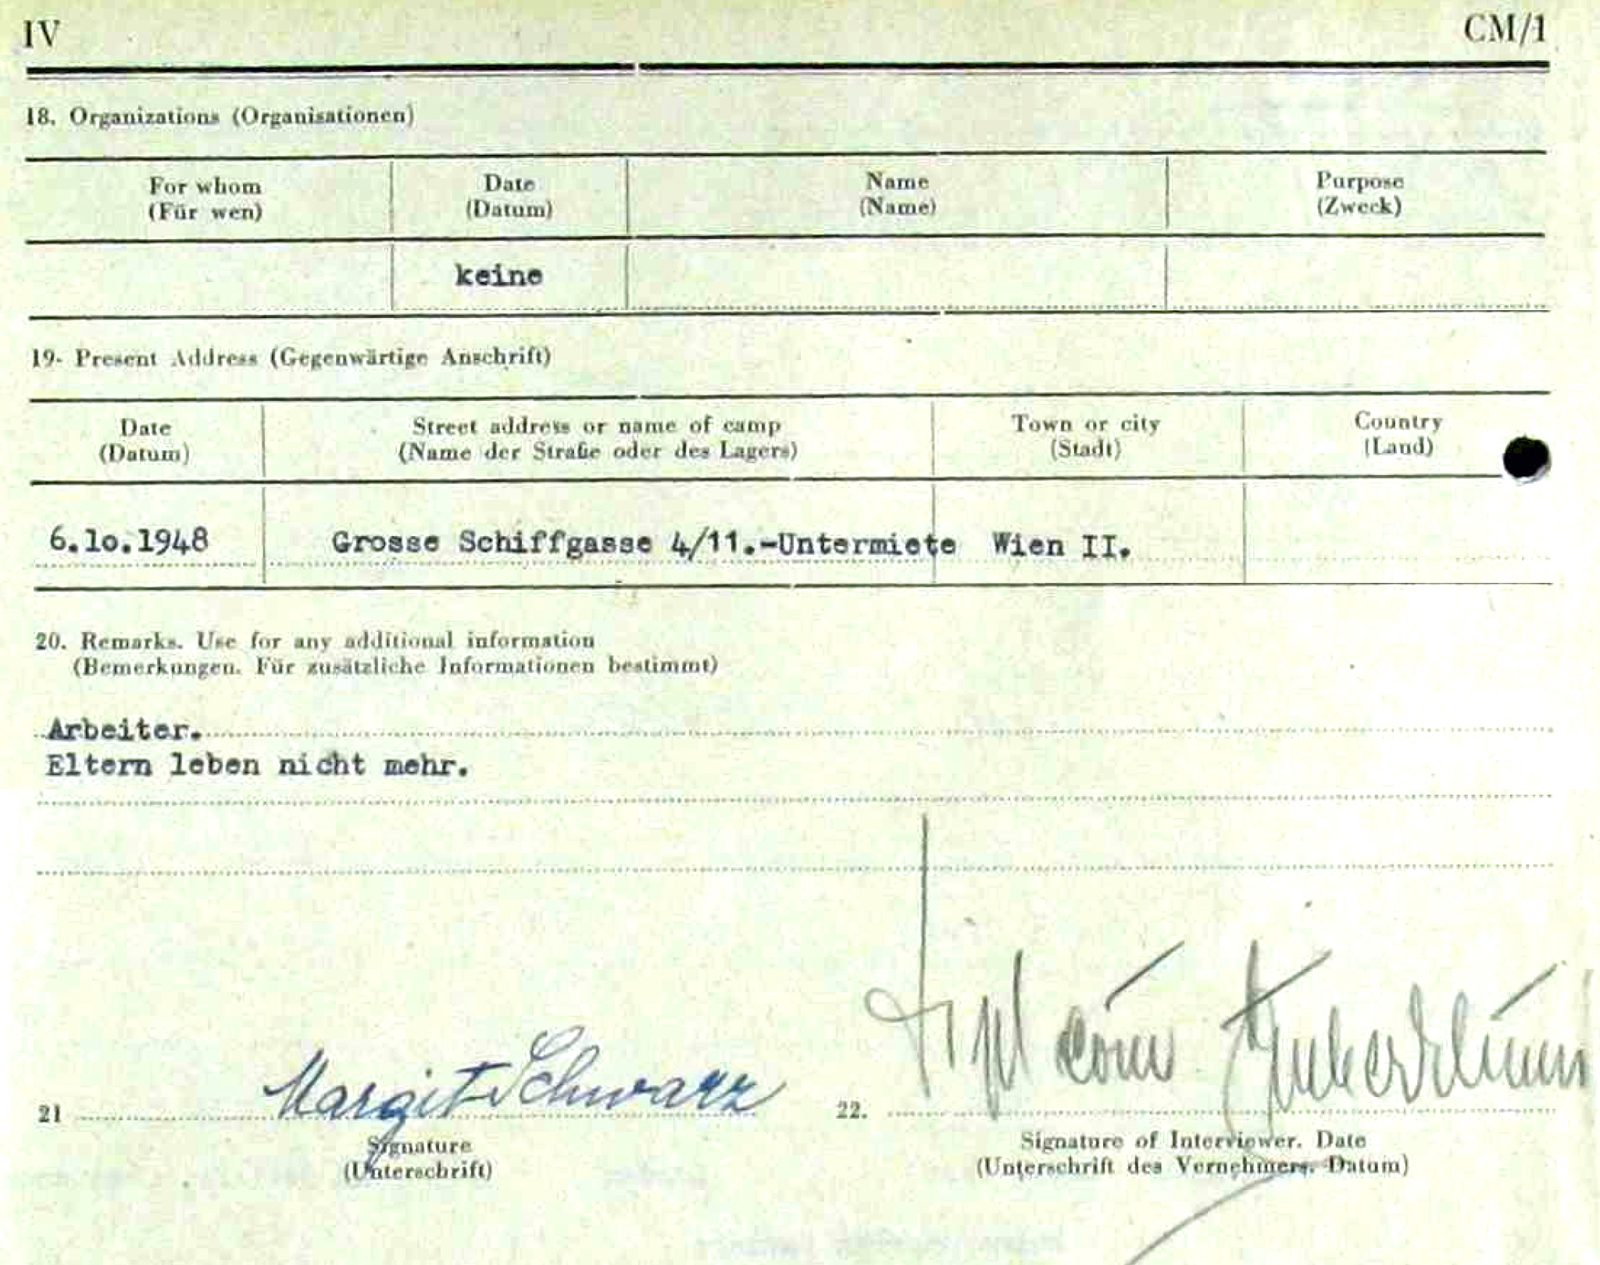 IV CM/1
18. Organizations (Organisationen)
For whom Date Name Purpose
(Für wen) (Datum) (Name) (Zweck)
keine
19- Present Address (Gegenwärtige Anschrift)
Date Street address or name of camp Town or city Country
(Datum) (Name der Straße oder des Lagers) (Stadt) (Land)
6.10.1948 Grosse Schiffgasse 4/11.-Untermiete Wien II.
20. Remarks. Use for any additional information
(Bemerkungen. Für zusätzliche Informationen bestimmt)
Arbeiter.
Eltern leben nicht mehr.
21 Margit Schwarz 22.
Signature Signature of Interviewer. Date
(Unterschrift) (Unterschrift des Vernehmers. Datum)